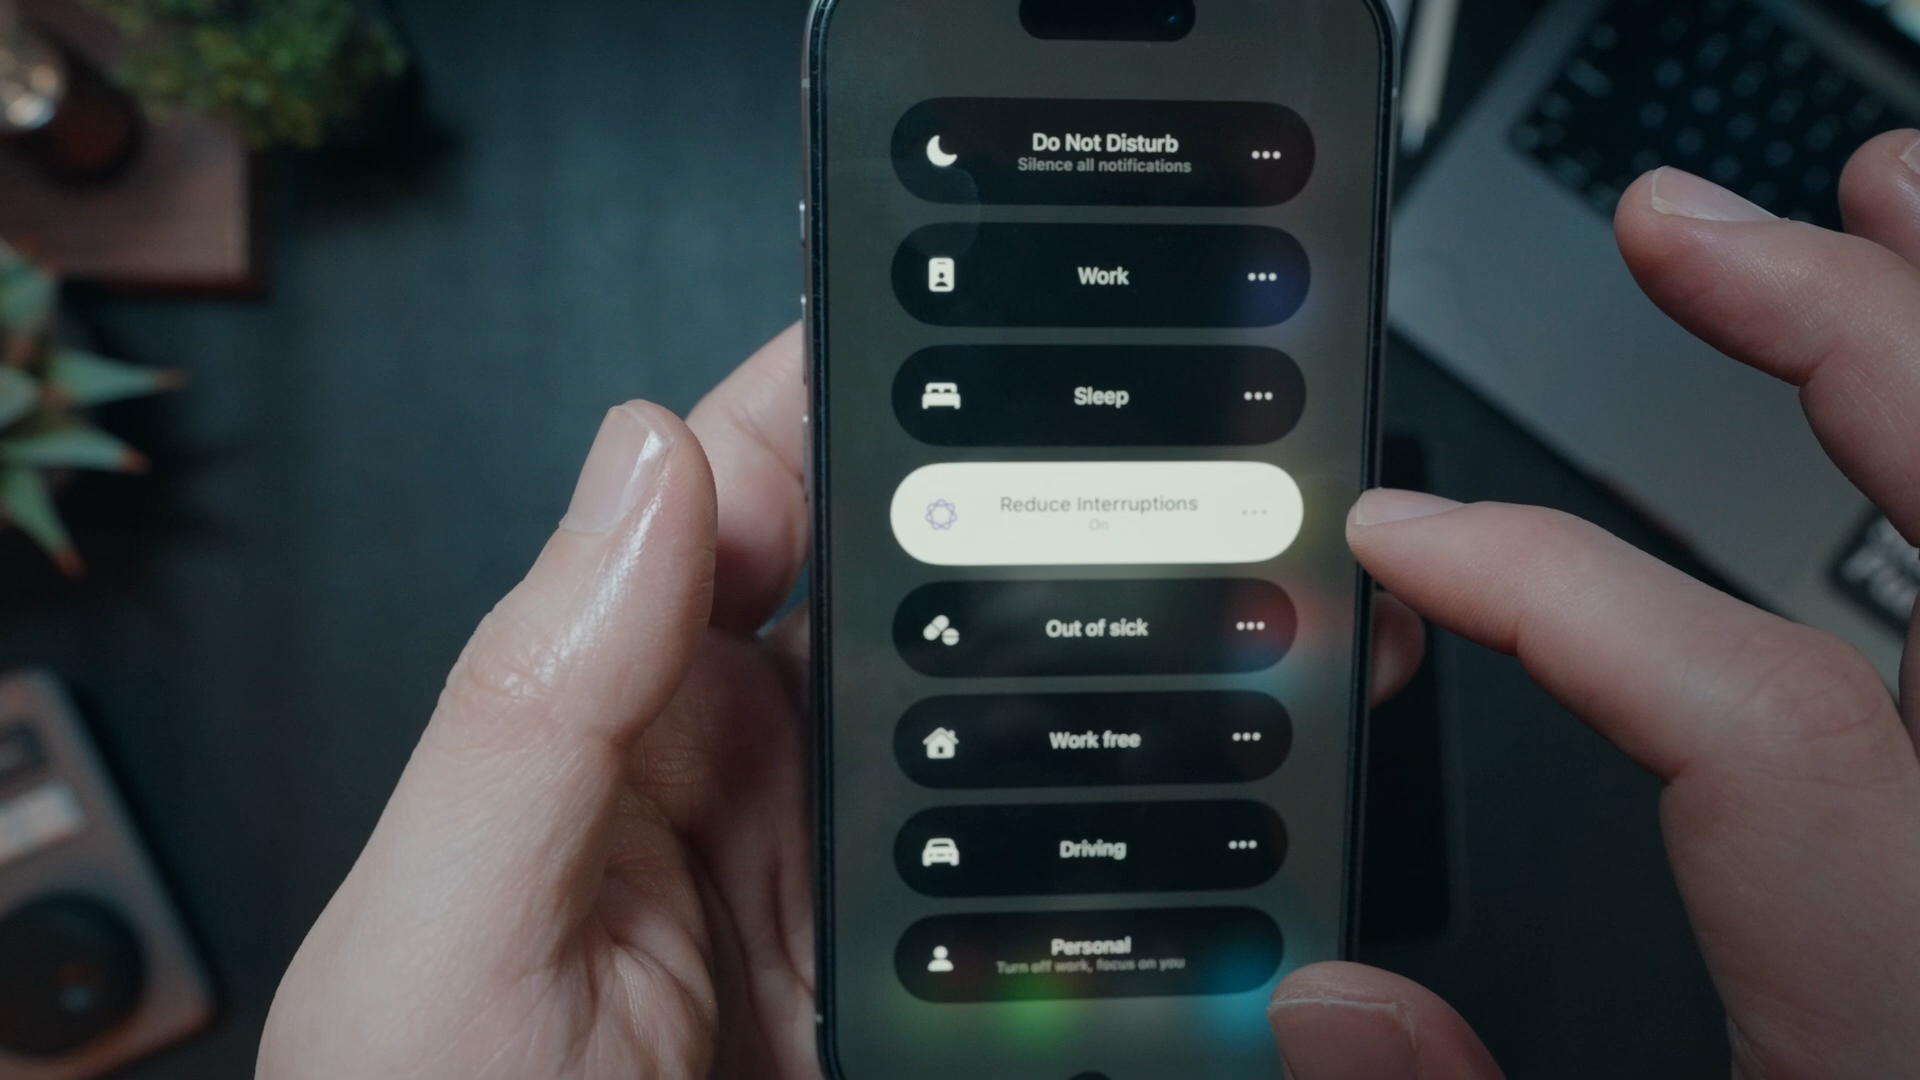 Do Not Disturb
Silence all notifications
Work
Sleep
Reduce Interruptions
On
Out of sick
Work free
Driving
Personal
Turn off work, focus on you